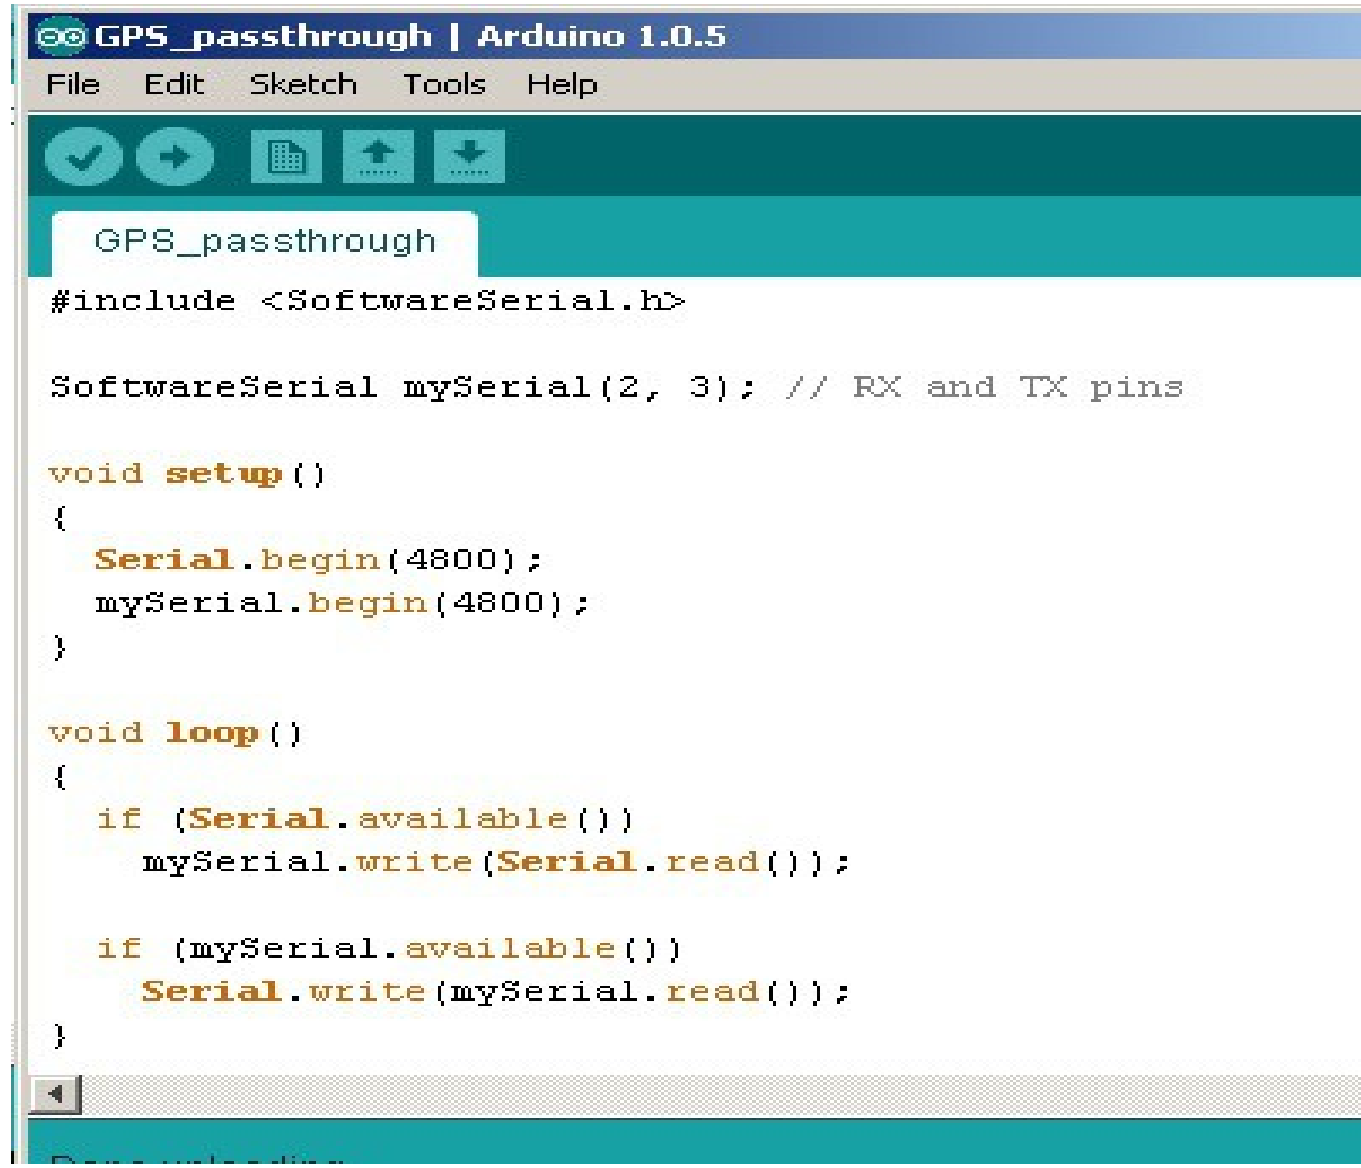 GPS_passthrough | Arduino 1.0.5
File Edit Sketch Tools Help
GPS_passthrough
#include <SoftwareSerial.h>
SoftwareSerial mySerial(2, 3); // RX and TX pins
void setup()
{
  Serial.begin(4800);
  mySerial.begin(4800);
}
void loop()
{
  if (Serial.available())
    mySerial.write(Serial.read());
  if (mySerial.available())
    Serial.write(mySerial.read());
}
Done uploading